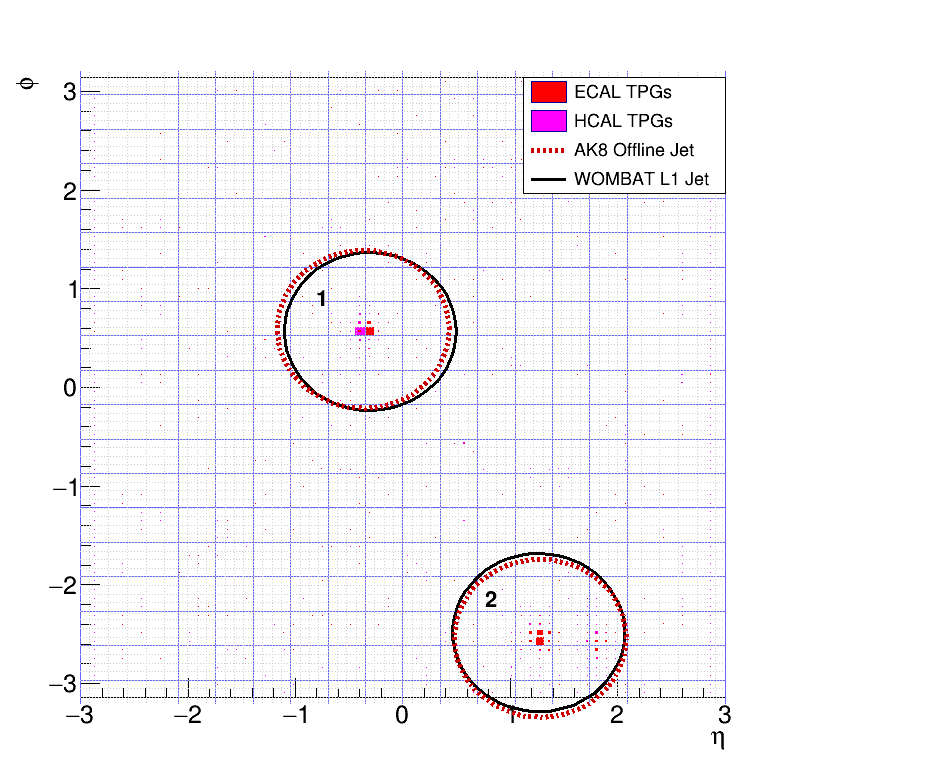 ϕ
3
2
1
0
−1
−2
−3
ECAL TPGs
HCAL TPGs
AK8 Offline Jet
WOMBAT L1 Jet
1
2
−3 −2 −1 0 1 2 3
η